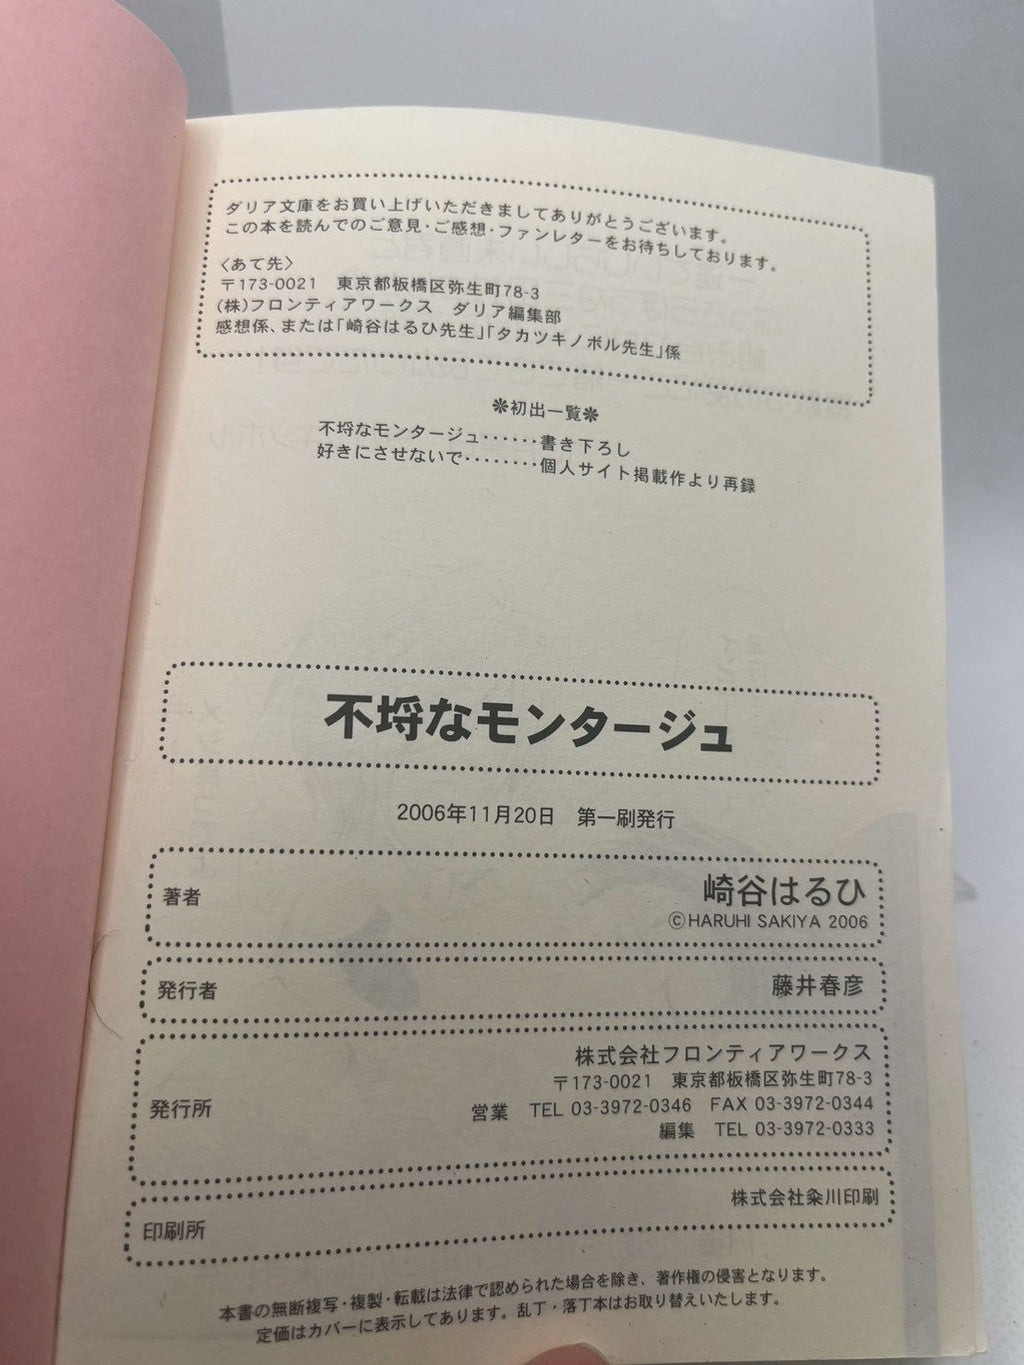 ダリア文庫をお買い上げいただきましてありがとうございます。
この本を読んでのご意見・ご感想・ファンレターをお待ちしております。
〈あて先〉
〒173-0021　東京都板橋区弥生町78-3
(株)フロンティアワークス　ダリア編集部
感想係、または「崎谷はるひ先生」「タカツキノボル先生」係
✻初出一覧✻
不埒なモンタージュ‥‥‥書き下ろし
好きにさせないで‥‥‥‥個人サイト掲載作より再録
不埒なモンタージュ
2006年11月20日　第一刷発行
著者
崎谷はるひ
©HARUHI SAKIYA 2006
発行者
藤井春彦
発行所
株式会社フロンティアワークス
〒173-0021　東京都板橋区弥生町78-3
営業　TEL 03-3972-0346　FAX 03-3972-0344
編集　TEL 03-3972-0333
印刷所
株式会社粂川印刷
本書の無断複写・複製・転載は法律で認められた場合を除き、著作権の侵害となります。
定価はカバーに表示してあります。乱丁・落丁本はお取り替えいたします。